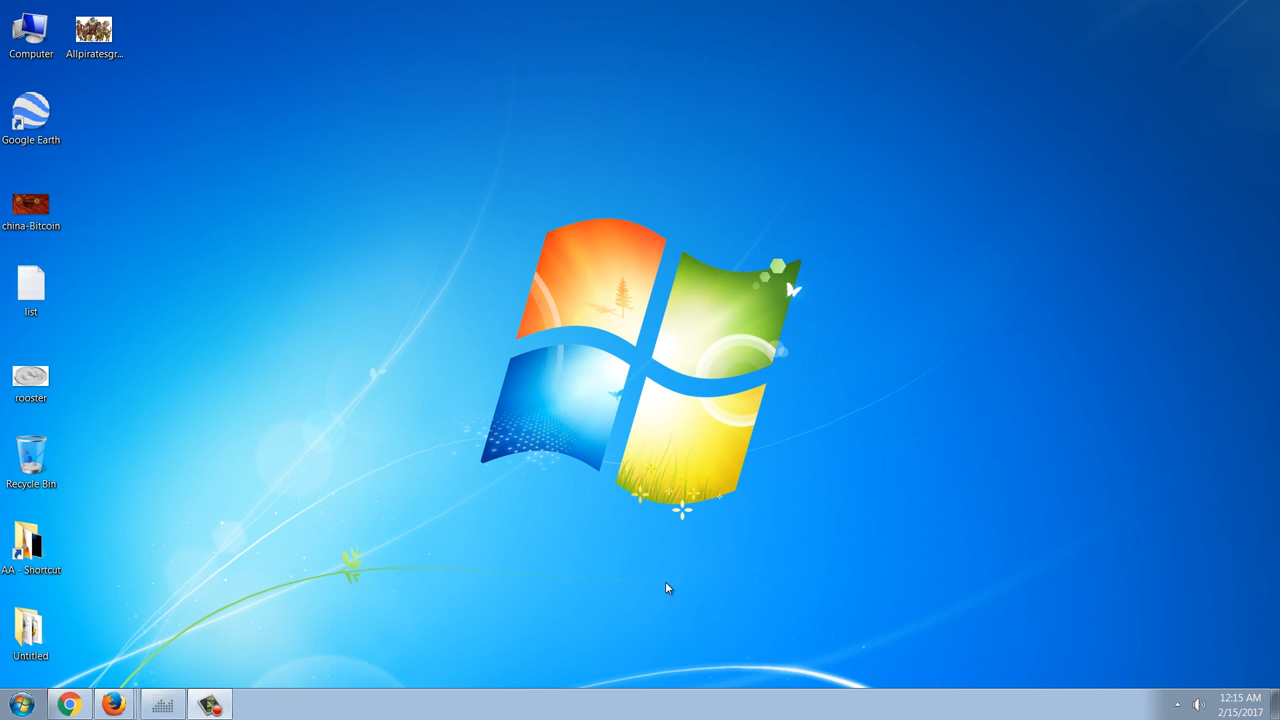 Computer
Allpiratesgr...
Google Earth
china-Bitcoin
list
rooster
Recycle Bin
AA - Shortcut
Untitled
12:15 AM
2/15/2017